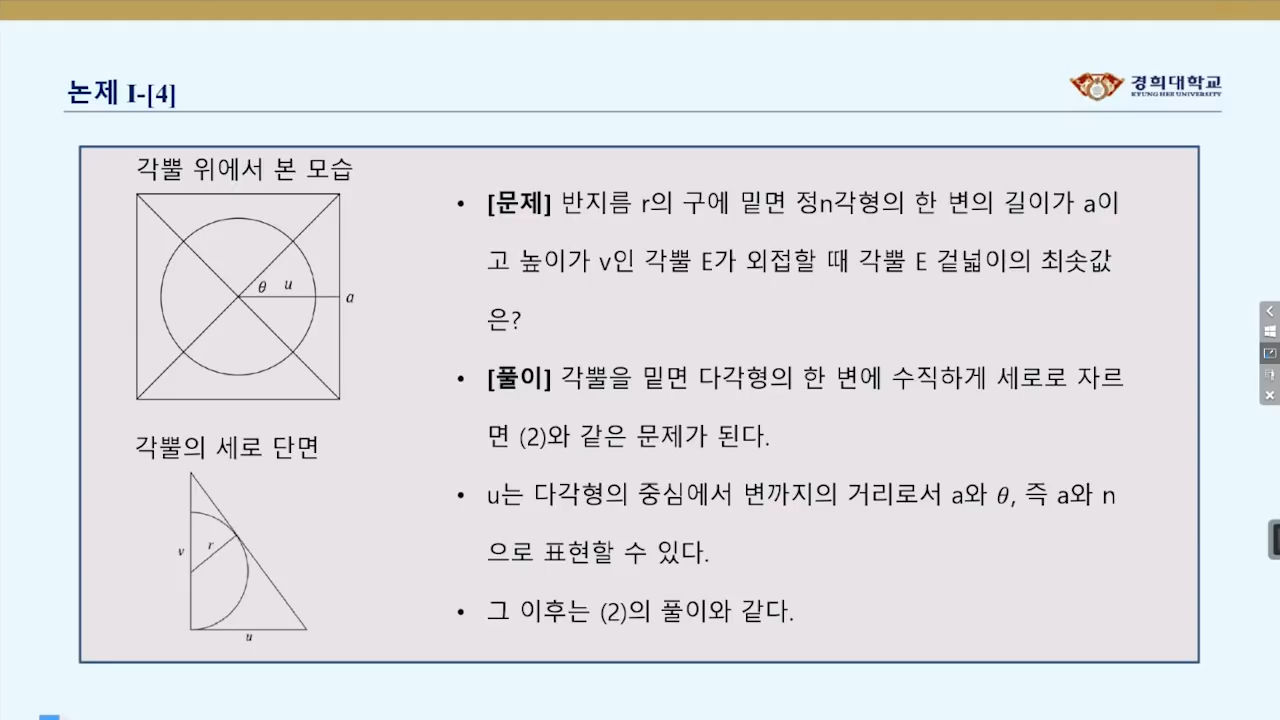 논제 I-[4]
경희대학교
KYUNG HEE UNIVERSITY
각뿔 위에서 본 모습
θ u
a
각뿔의 세로 단면
v r
u
• [문제] 반지름 r의 구에 밑면 정n각형의 한 변의 길이가 a이
고 높이가 v인 각뿔 E가 외접할 때 각뿔 E 겉넓이의 최솟값
은?
• [풀이] 각뿔을 밑면 다각형의 한 변에 수직하게 세로로 자르
면 (2)와 같은 문제가 된다.
• u는 다각형의 중심에서 변까지의 거리로서 a와 θ, 즉 a와 n
으로 표현할 수 있다.
• 그 이후는 (2)의 풀이와 같다.